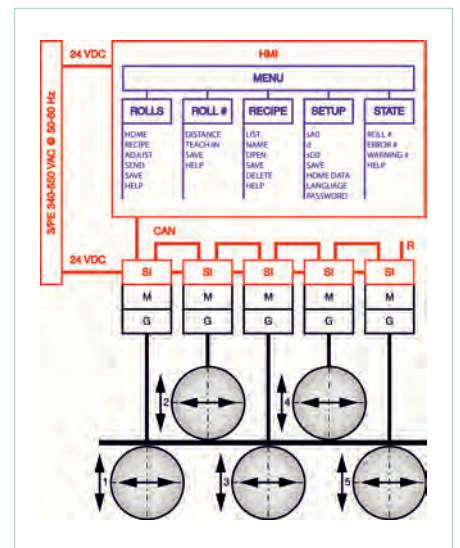 24 VDC
HMI
MENU
3/PE 340-550 VAC @ 50-60 Hz
ROLLS
HOME
RECIPE
ADJUST
SEND
SAVE
HELP
ROLL #
DISTANCE
TEACH IN
SAVE
HELP
RECIPE
LIST
NAME
OPEN
SAVE
DELETE
HELP
SETUP
sA0
d
sD0
SAVE
HOME DATA
LANGUAGE
PASSWORD
STATE
ROLL #
ERROR #
WARNING #
HELP
CAN
R
24 VDC
SI SI SI SI SI
M M M M M
G G G G G
2 4
1 3 5